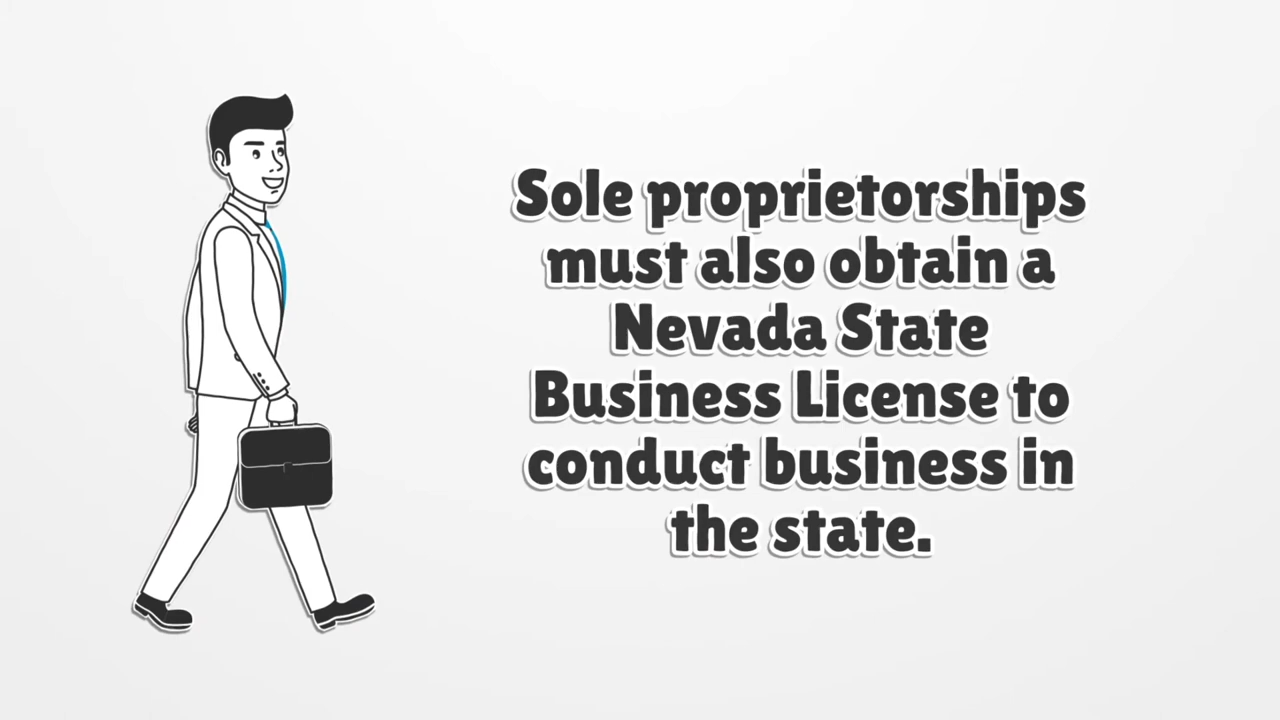 Sole proprietorships
must also obtain a
Nevada State
Business License to
conduct business in
the state.